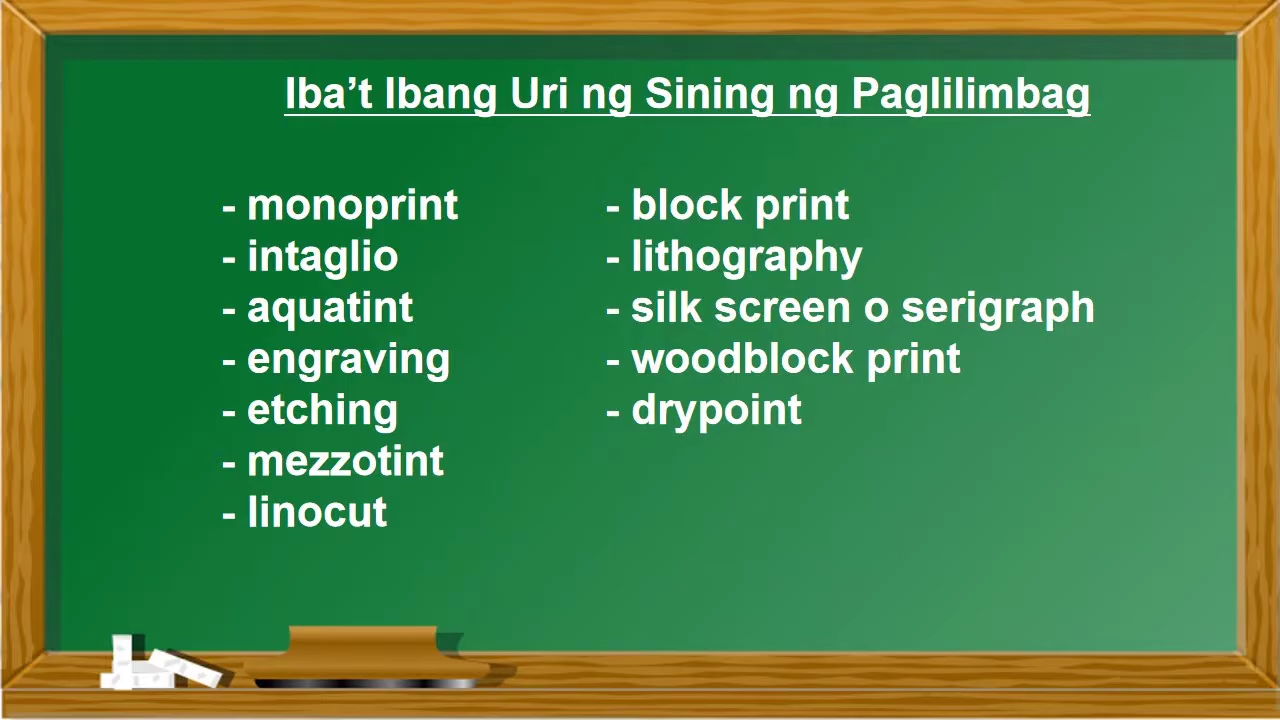 Iba’t Ibang Uri ng Sining ng Paglilimbag
- monoprint
- intaglio
- aquatint
- engraving
- etching
- mezzotint
- linocut
- block print
- lithography
- silk screen o serigraph
- woodblock print
- drypoint